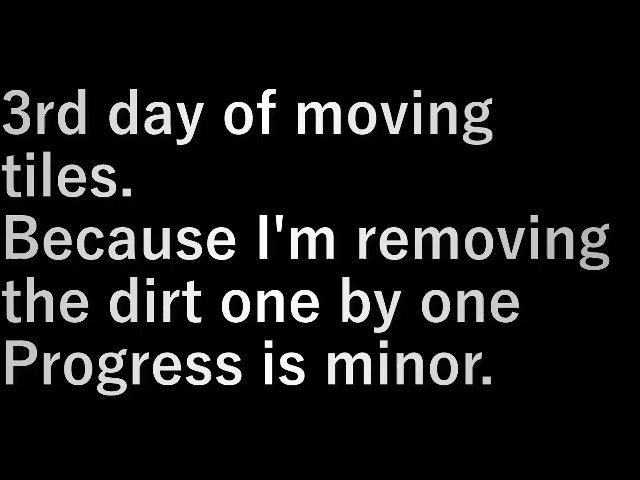 3rd day of moving
tiles.
Because I'm removing
the dirt one by one
Progress is minor.